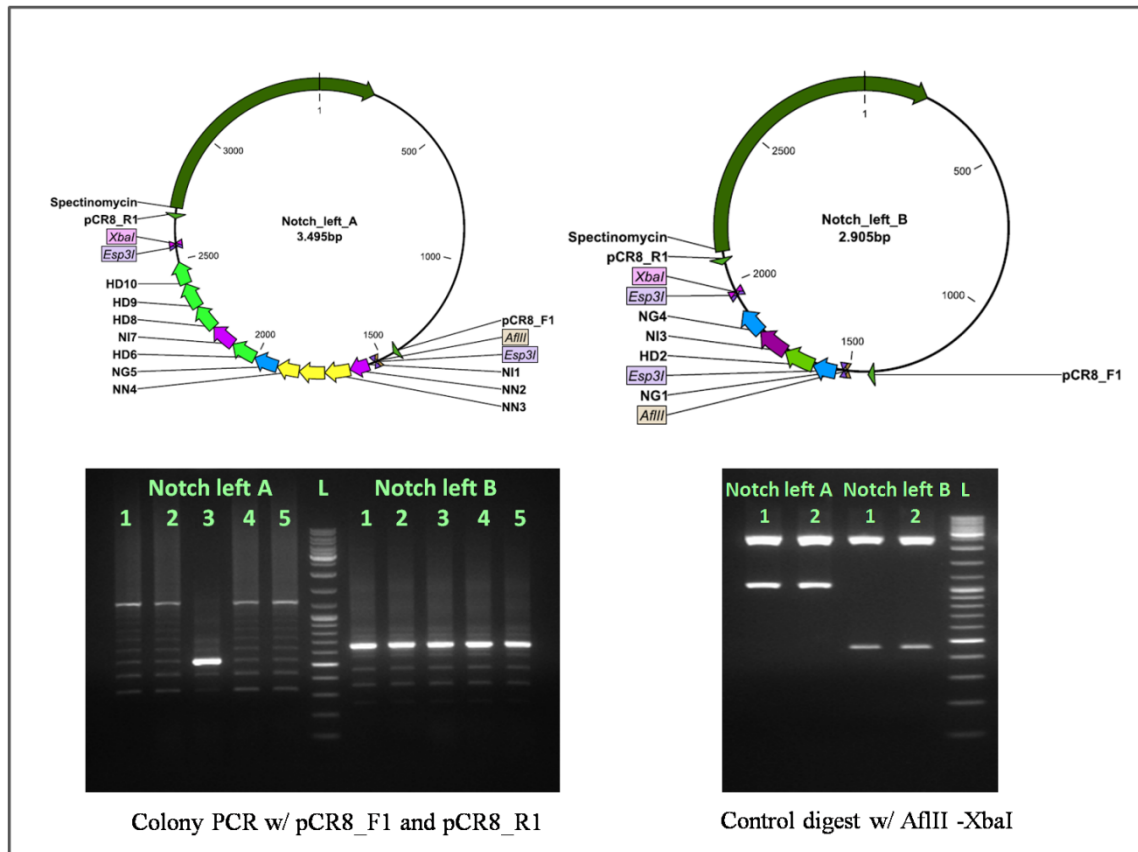 1
500
3000
Spectinomycin
pCR8_R1
XbaI
Esp3I
Notch_left_A
3.495bp
2500
1000
HD10
HD9
HD8
NI7
HD6
NG5
NN4
2000
1500
pCR8_F1
AflII
Esp3I
NI1
NN2
NN3
1
2500
500
Spectinomycin
pCR8_R1
XbaI
Esp3I
Notch_left_B
2.905bp
2000
1000
NG4
NI3
HD2
Esp3I
NG1
AflII
1500
pCR8_F1
Notch left A L Notch left B
1 2 3 4 5 1 2 3 4 5
Notch left A Notch left B L
1 2 1 2
Colony PCR w/ pCR8_F1 and pCR8_R1
Control digest w/ AflII -XbaI